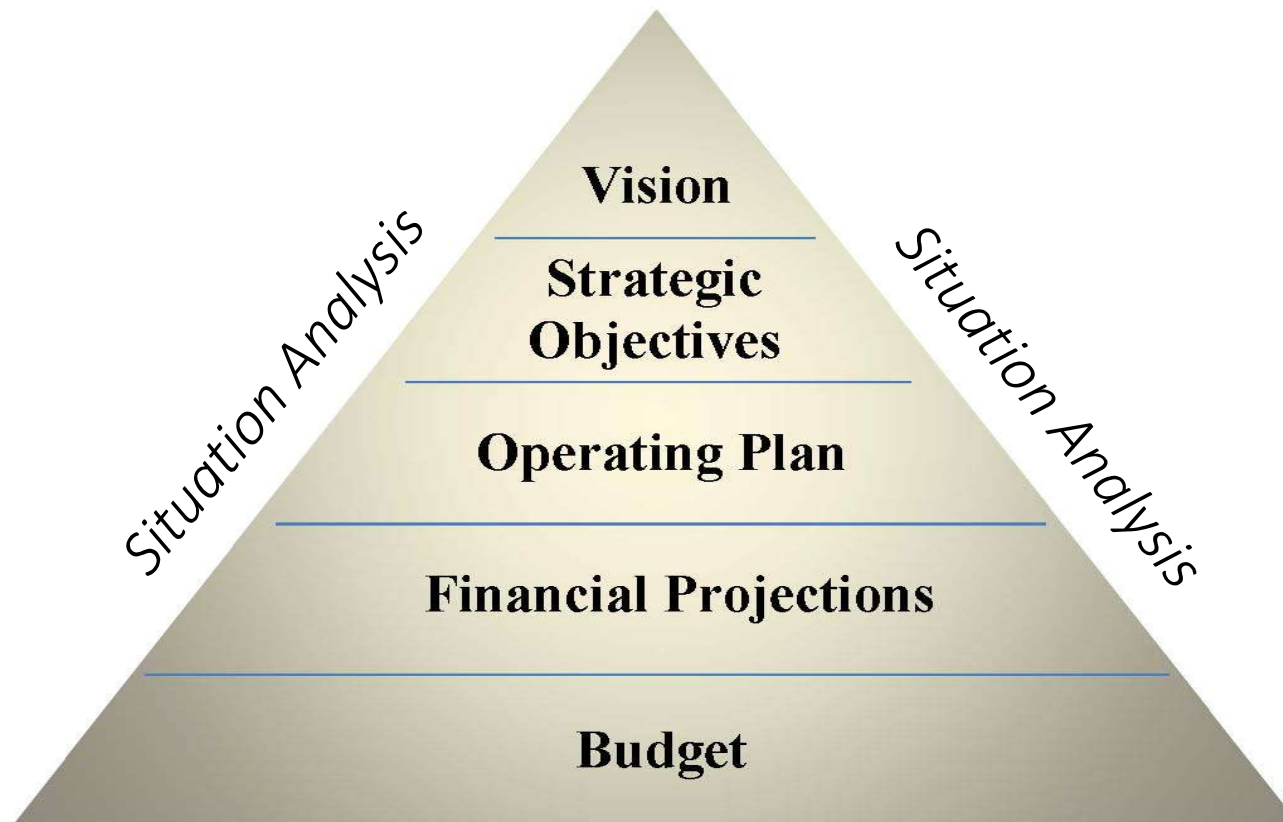 Vision
Strategic
Objectives
Operating Plan
Financial Projections
Budget
Situation Analysis
Situation Analysis